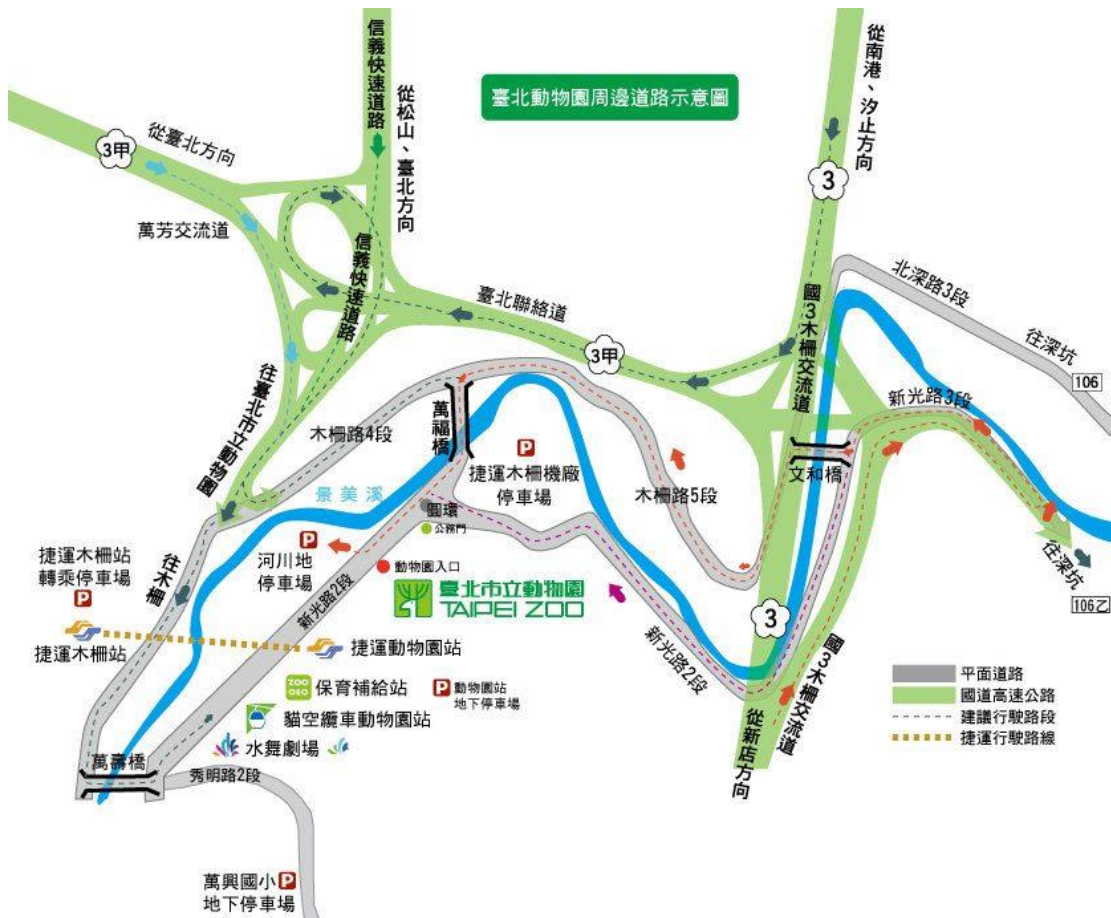 臺北動物園周邊道路示意圖
信義快速道路
從松山、臺北方向
從南港、汐止方向
3甲
從臺北方向
3
萬芳交流道
信義快速道路
臺北聯絡道
3甲
國3木柵交流道
北深路3段
往深坑
106
往臺北市立動物園
木柵路4段
萬福橋
新光路3段
文和橋
捷運木柵機廠
停車場
P
木柵路5段
景美溪
圓環
公務門
往深坑
106乙
捷運木柵站
轉乘停車場
P
往木柵
P
河川地
停車場
動物園入口
臺北市立動物園
TAIPEI ZOO
新光路2段
3
新光路2段
國3木柵交流道
從新店方向
捷運木柵站
捷運動物園站
ZOO
保育補給站
P
動物園站
地下停車場
貓空纜車動物園站
水舞劇場
萬壽橋
秀明路2段
萬興國小
P
地下停車場
平面道路
國道高速公路
建議行駛路段
捷運行駛路線